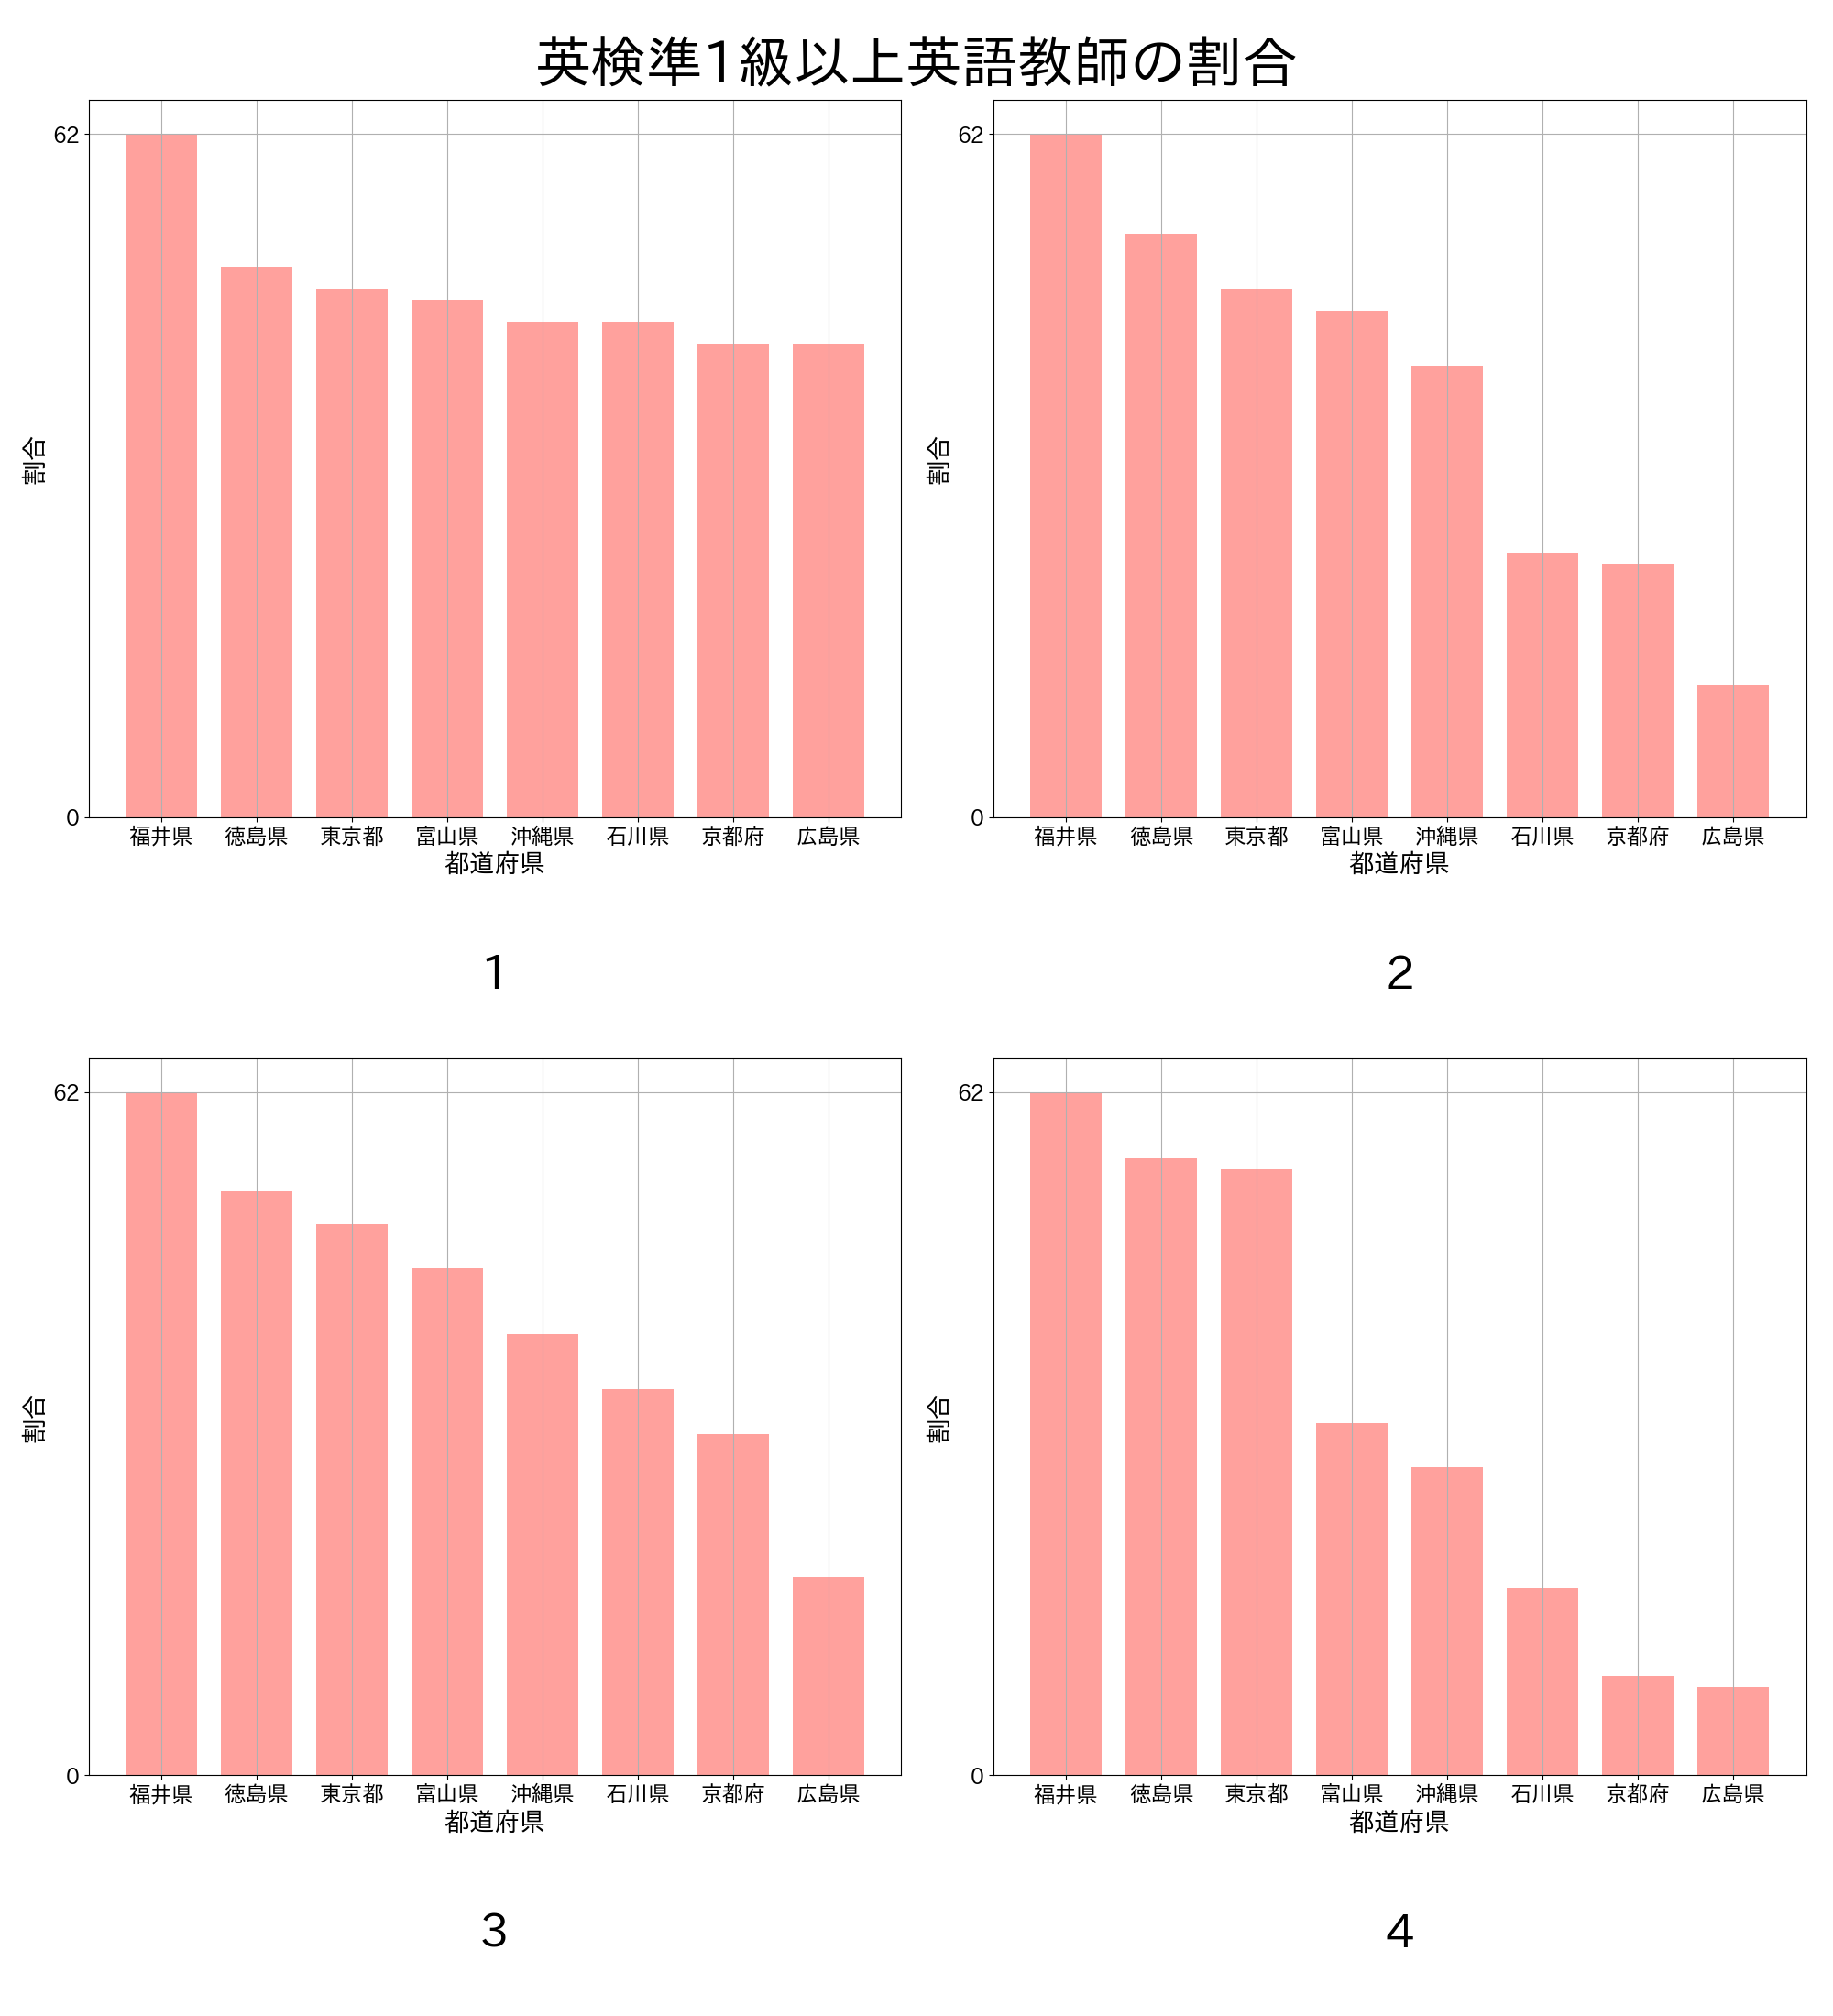 英検準1級以上英語教師の割合
62
0
割合
福井県 徳島県 東京都 富山県 沖縄県 石川県 京都府 広島県
都道府県
1
62
0
割合
福井県 徳島県 東京都 富山県 沖縄県 石川県 京都府 広島県
都道府県
2
62
0
割合
福井県 徳島県 東京都 富山県 沖縄県 石川県 京都府 広島県
都道府県
3
62
0
割合
福井県 徳島県 東京都 富山県 沖縄県 石川県 京都府 広島県
都道府県
4